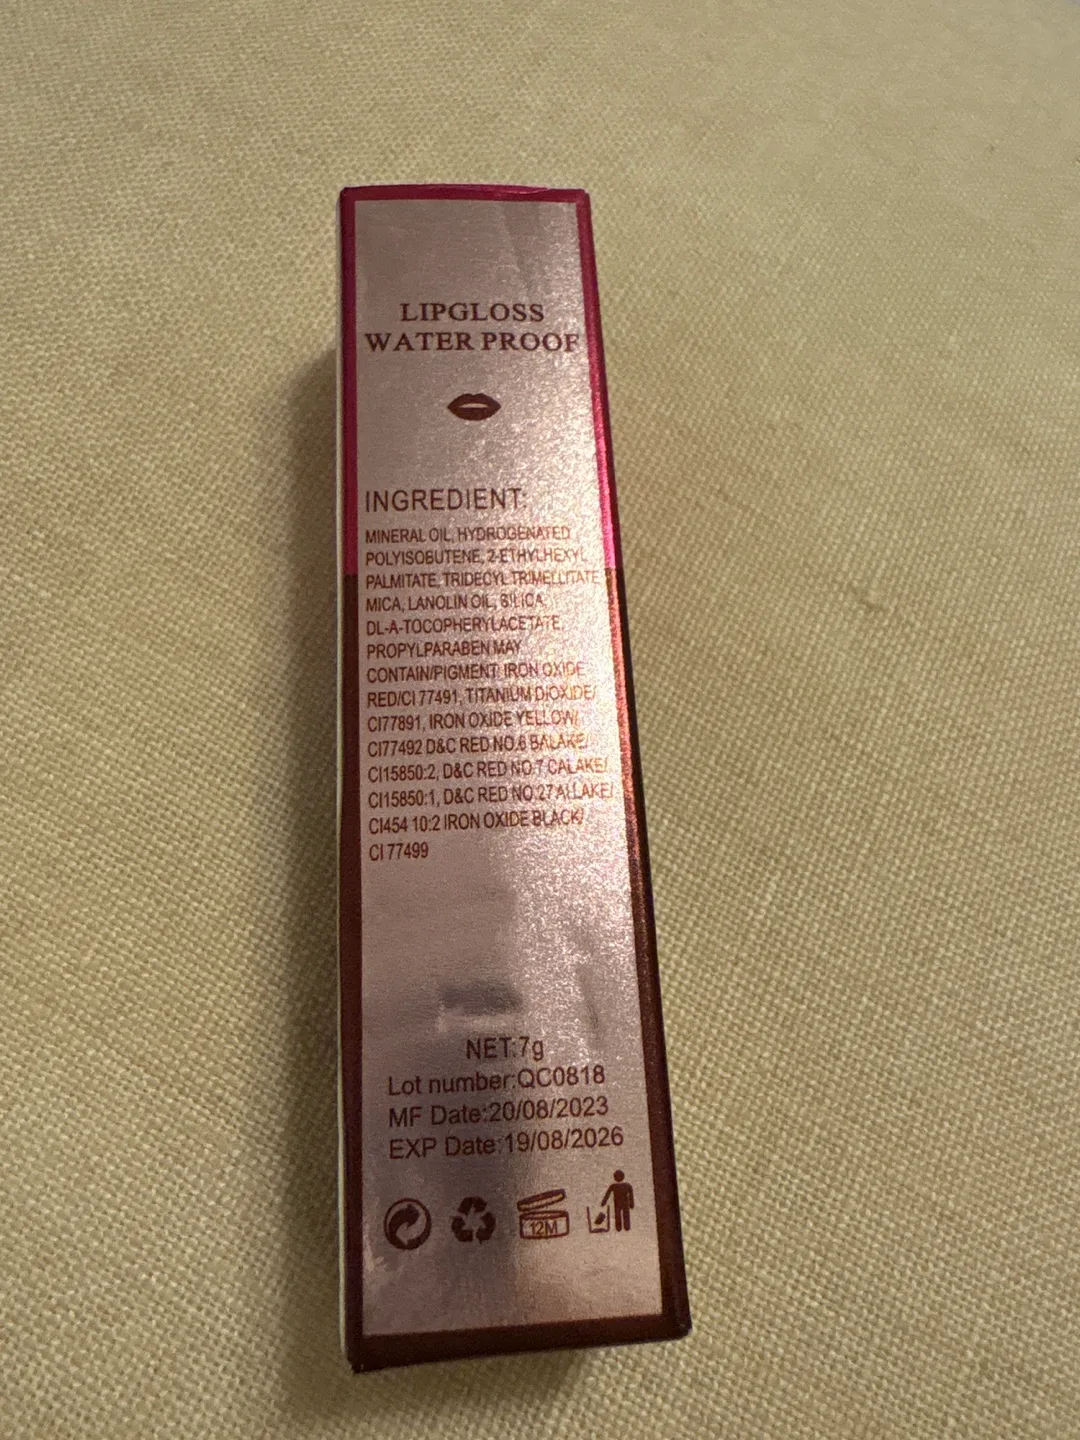 LIPGLOSS
WATER PROOF
INGREDIENT:
MINERAL OIL, HYDROGENATED
POLYISOBUTENE, 2-ETHYLHEXYL
PALMITATE, TRIDECYL TRIMELLITATE
MICA, LANOLIN OIL, SILICA,
DL-A-TOCOPHERYLACETATE,
PROPYLPARABEN MAY
CONTAIN/PIGMENT: IRON OXIDE
RED/CI 77491, TITANIUM DIOXIDE/
CI77891, IRON OXIDE YELLOW/
CI77492 D&C RED NO.6 BALAKE/
CI15850:2, D&C RED NO.7 CALAKE/
CI15850:1, D&C RED NO.27 ALLAKE/
CI454 10:2 IRON OXIDE BLACK/
CI 77499
NET:7g
Lot number:QC0818
MF Date:20/08/2023
EXP Date:19/08/2026
12M